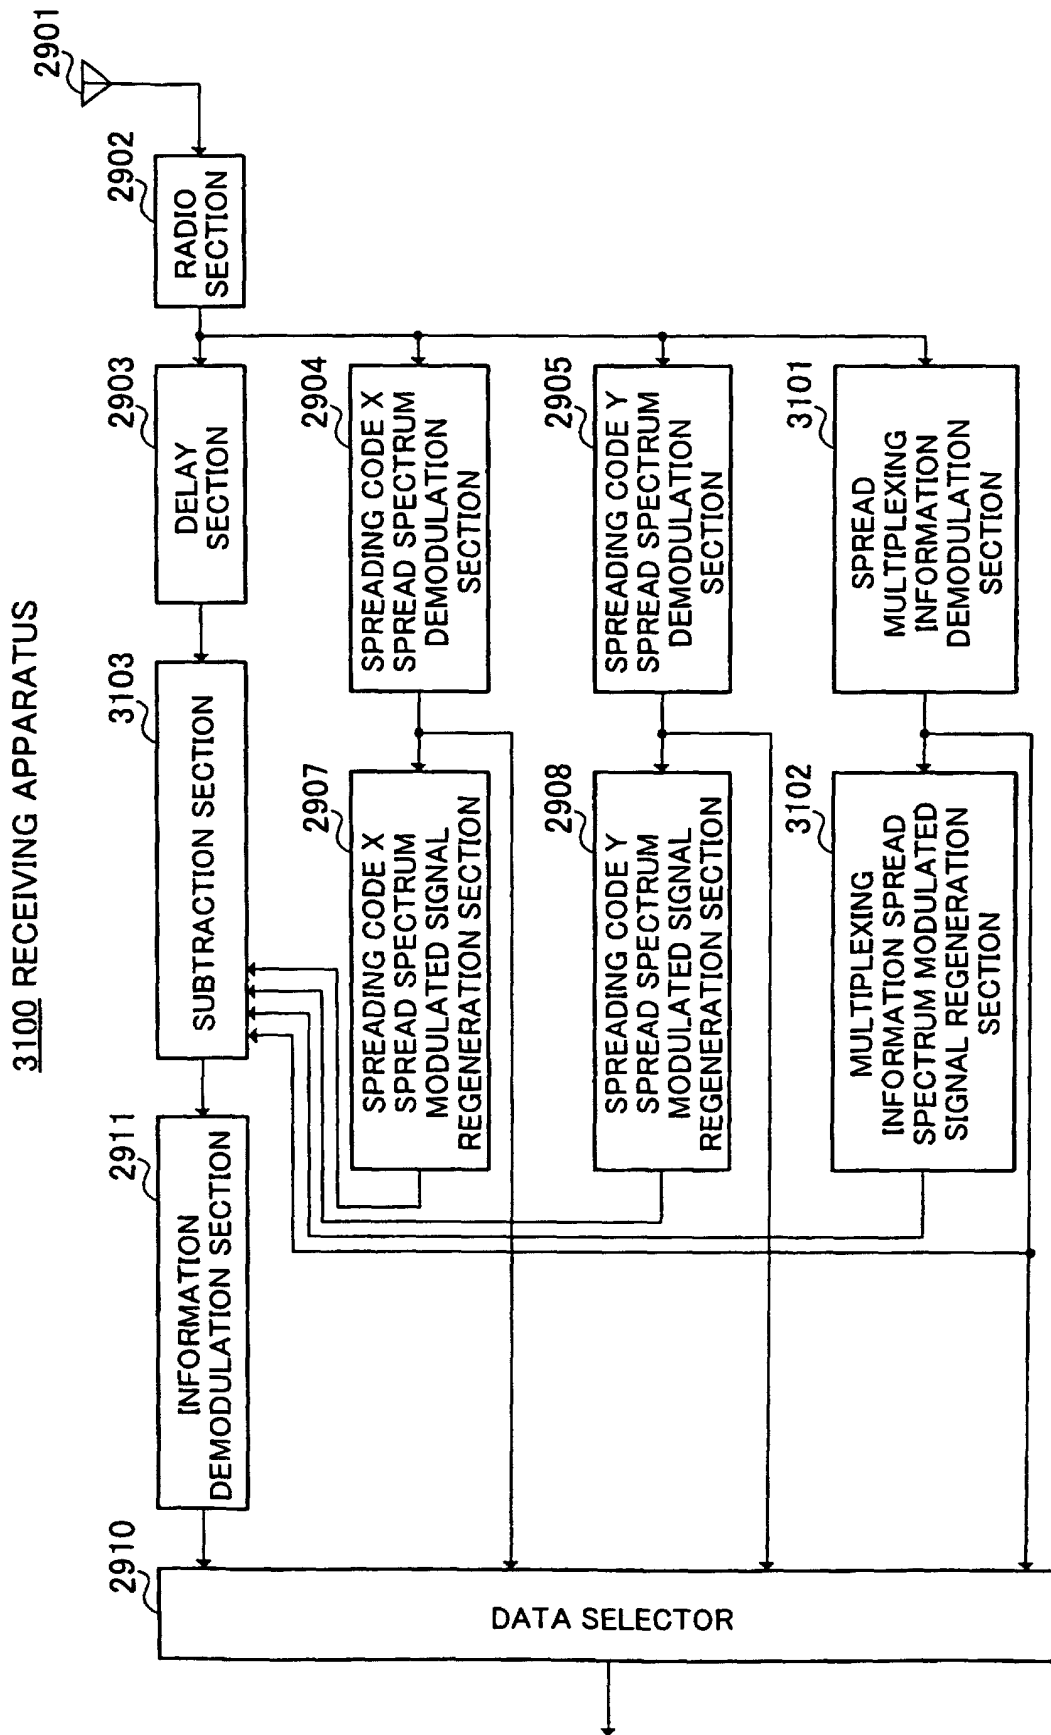 3100 RECEIVING APPARATUS
2901
2902
RADIO
SECTION
2903
DELAY
SECTION
3103
SUBTRACTION SECTION
2911
INFORMATION
DEMODULATION SECTION
2904
SPREADING CODE X
SPREAD SPECTRUM
DEMODULATION
SECTION
2907
SPREADING CODE X
SPREAD SPECTRUM
MODULATED SIGNAL
REGENERATION SECTION
2905
SPREADING CODE Y
SPREAD SPECTRUM
DEMODULATION
SECTION
2908
SPREADING CODE Y
SPREAD SPECTRUM
MODULATED SIGNAL
REGENERATION SECTION
3101
SPREAD
MULTIPLEXING
INFORMATION
DEMODULATION
SECTION
3102
MULTIPLEXING
INFORMATION SPREAD
SPECTRUM MODULATED
SIGNAL REGENERATION
SECTION
2910
DATA SELECTOR